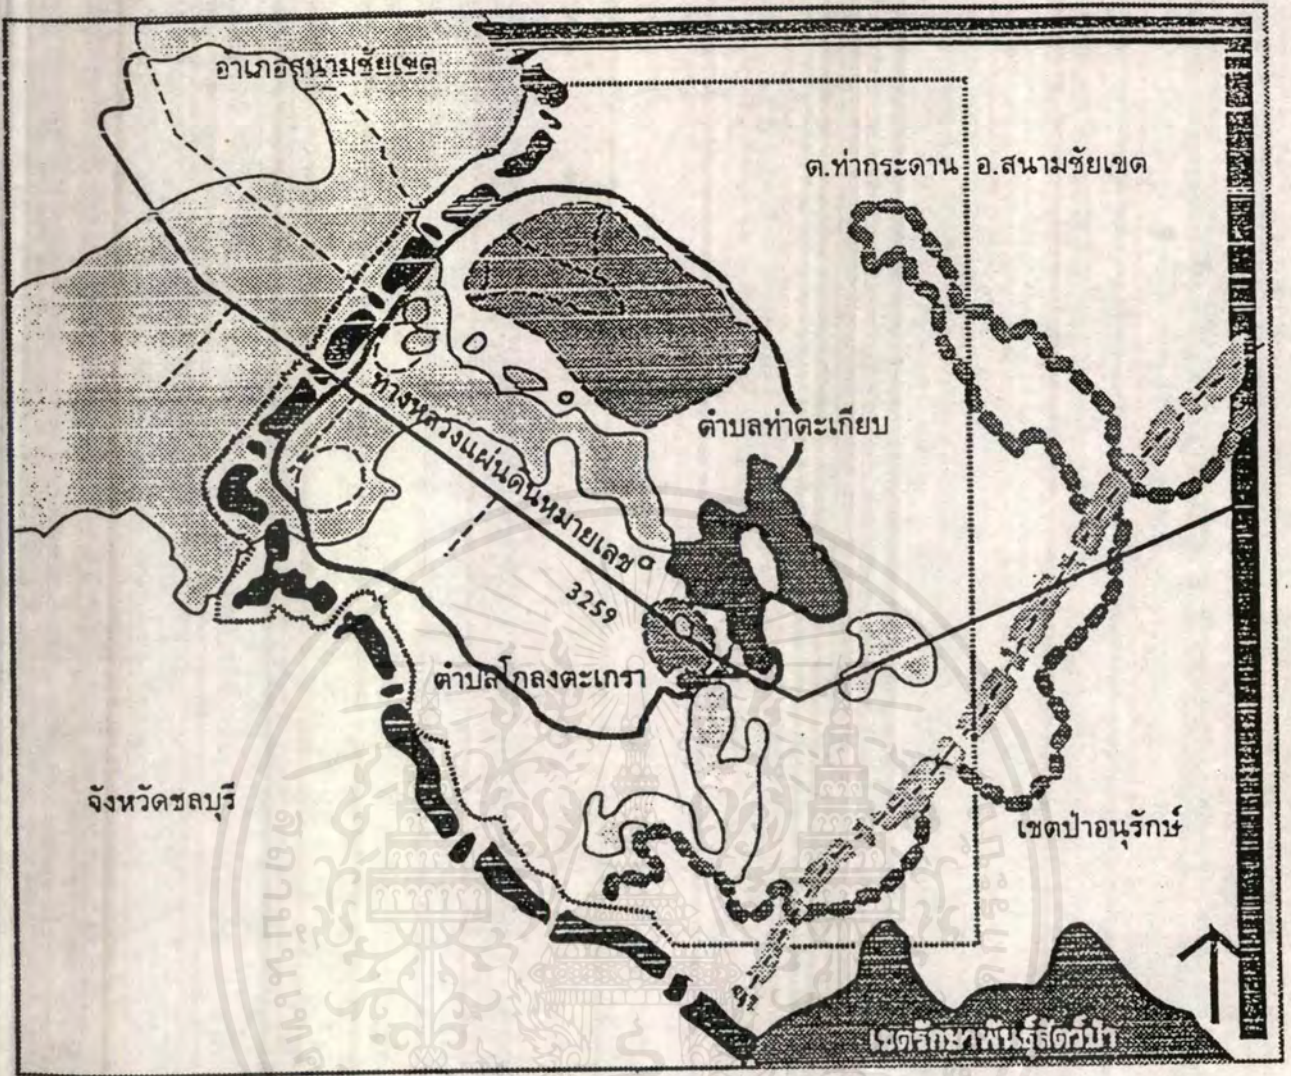 อำเภอสนามชัยเขต
ต.ท่ากระดาน อ.สนามชัยเขต
ตำบลท่าตะเกียบ
ทางหลวงแผ่นดินหมายเลข
3259
ตำบลโกลงตะเกรา
จังหวัดชลบุรี
เขตป่าอนุรักษ์
เขตรักษาพันธุ์สัตว์ป่า